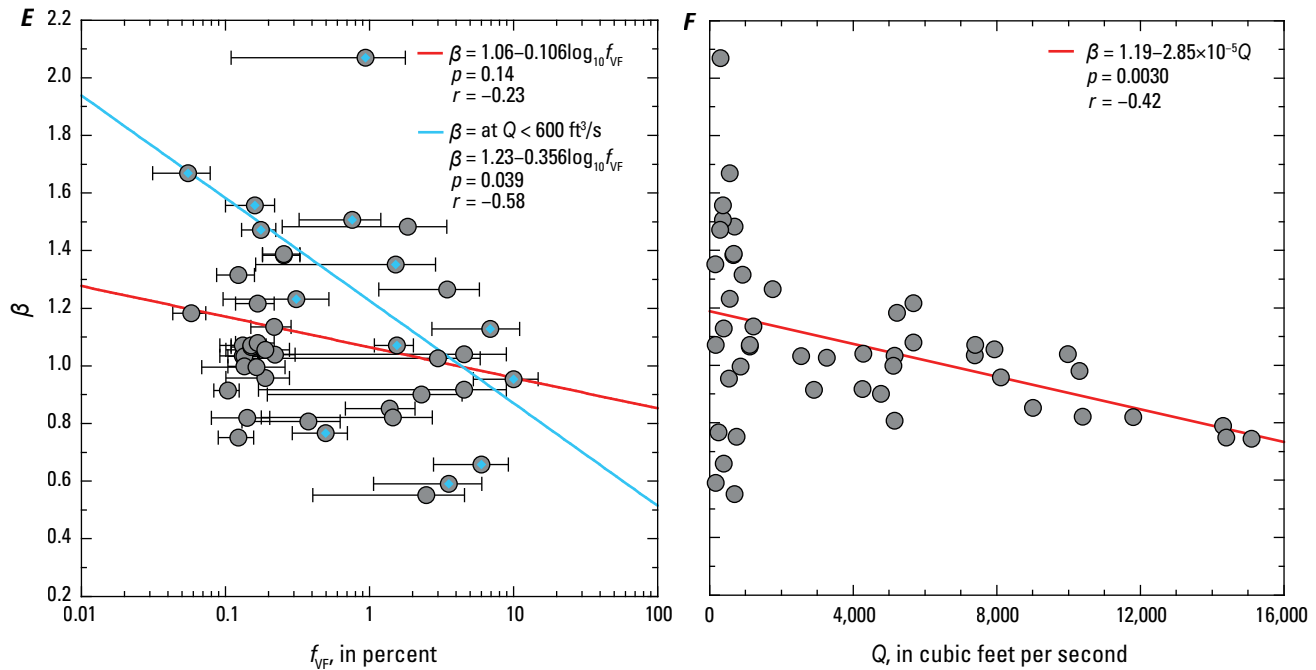 E
2.2
2.0
1.8
1.6
1.4
1.2
1.0
0.8
0.6
0.4
0.2
β
0.01
0.1
1
10
100
f_VF, in percent
β = 1.06–0.106log₁₀f_VF
p = 0.14
r = –0.23
β = at Q < 600 ft³/s
β = 1.23–0.356log₁₀f_VF
p = 0.039
r = –0.58
F
β = 1.19–2.85×10⁻⁵Q
p = 0.0030
r = –0.42
0
4,000
8,000
12,000
16,000
Q, in cubic feet per second